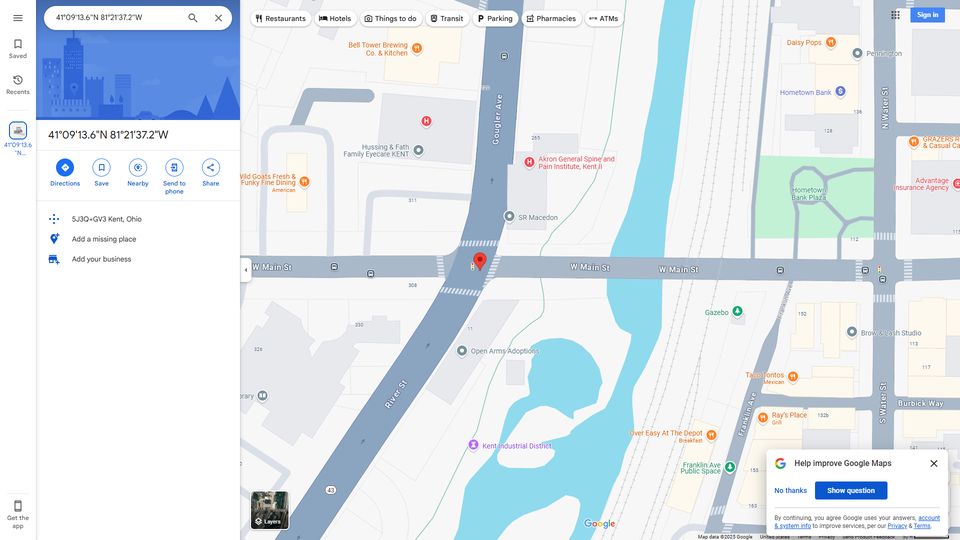 41°09'13.6"N 81°21'37.2"W
Restaurants
Hotels
Things to do
Transit
Parking
Pharmacies
ATMs
Sign in
Saved
Recents
41°09'13.6
"N...
41°09'13.6"N 81°21'37.2"W
Directions
Save
Nearby
Send to
phone
Share
5J3Q+GV3 Kent, Ohio
Add a missing place
Add your business
Get the
app
Bell Tower Brewing
Co. & Kitchen
Gougler Ave
Daisy Pops
Pennington
Hometown Bank
N Water St
128
Hussing & Fath
Family Eyecare KENT
265
Akron General Spine and
Pain Institute, Kent II
GRAZERS R
& Casual Ca
Wild Goats Fresh &
Funky Fine Dining
American
211
Hometown
Bank Plaza
Advantage
Insurance Agency
SR Macedon
112
W Main St
W Main St
W Main St
308
Gazebo
Franklin Ave
330
11
152
Brow & Lash Studio
326
Open Arms Adoptions
Taco Tontos
Mexican
River St
S Water St
Burbick Way
rary
Franklin Ave
Ray's Place
Grill
132b
Kent Industrial District
Over Easy At The Depot
Breakfast
Franklin Ave
Public Space
43
163
Layers
Google
Help improve Google Maps
No thanks
Show question
By continuing, you agree Google uses your answers, account
& system info to improve services, per our Privacy & Terms.
Map data ©2025 Google
United States
Terms
Privacy
Send Product Feedback